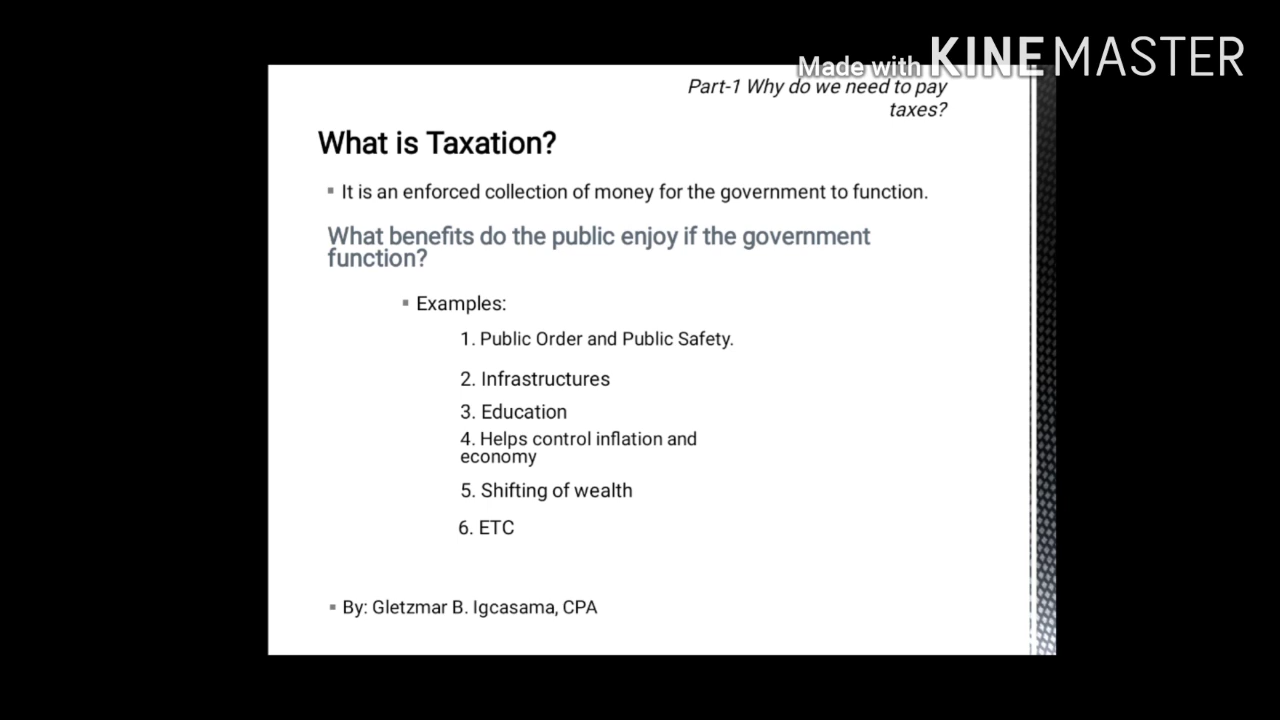 Made with KINEMASTER
Part-1 Why do we need to pay
taxes?
What is Taxation?
▪ It is an enforced collection of money for the government to function.
What benefits do the public enjoy if the government
function?
▪ Examples:
1. Public Order and Public Safety.
2. Infrastructures
3. Education
4. Helps control inflation and
economy
5. Shifting of wealth
6. ETC
▪ By: Gletzmar B. Igcasama, CPA